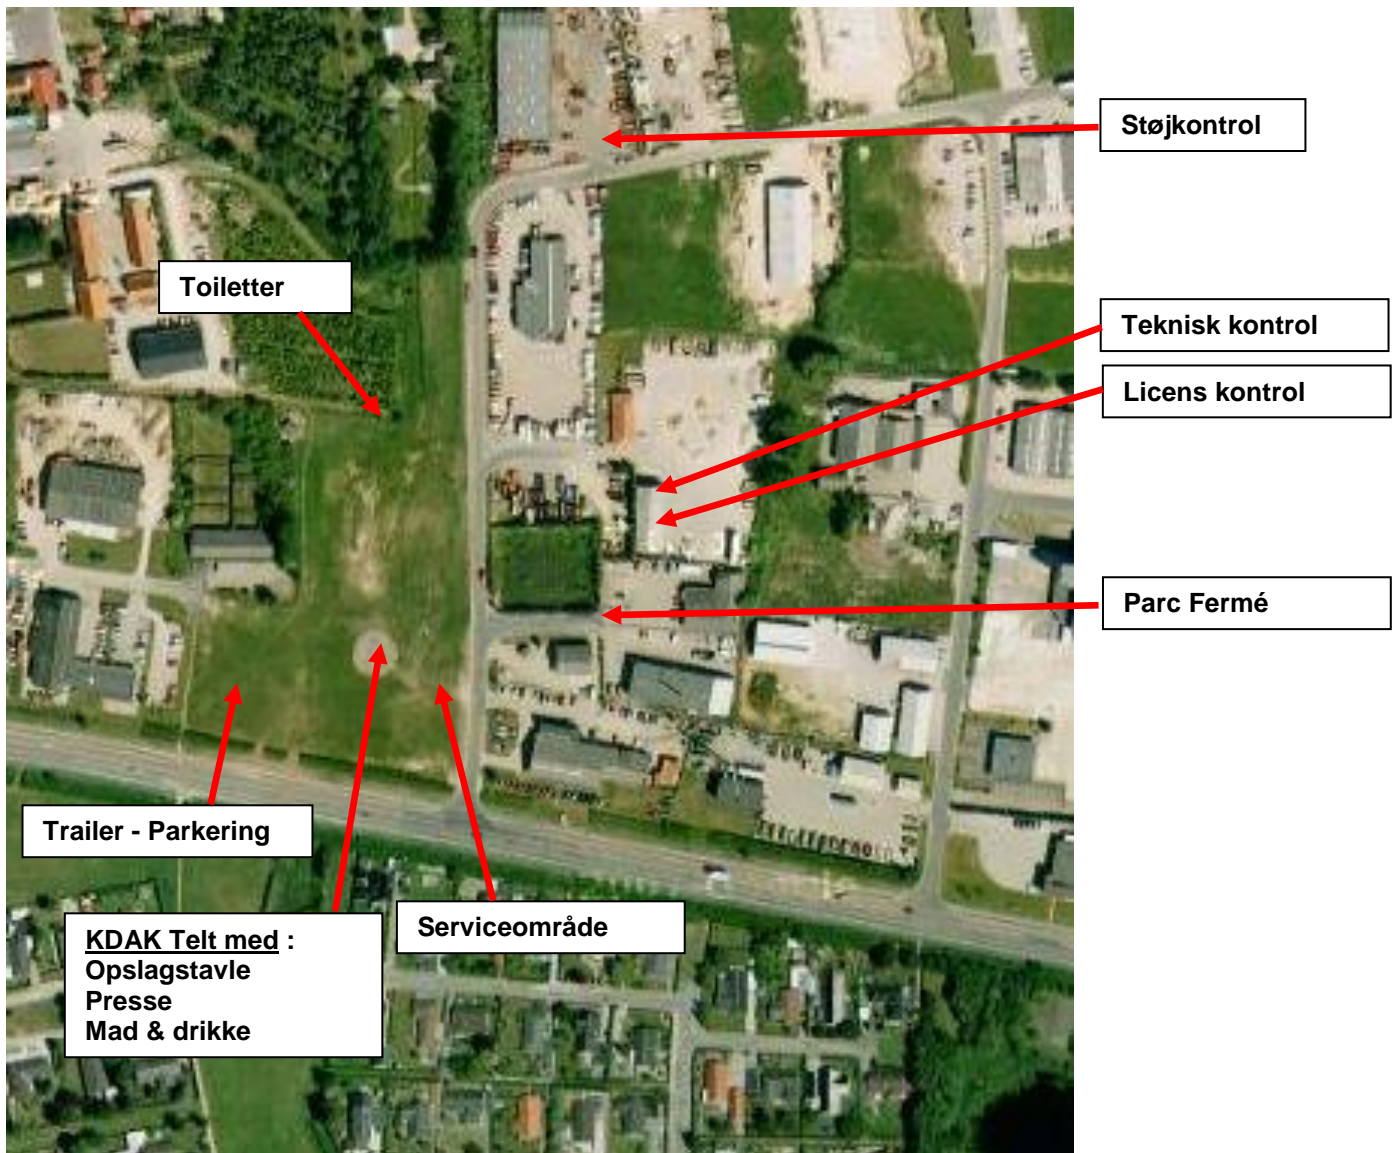 Støjkontrol
Toiletter
Teknisk kontrol
Licens kontrol
Parc Fermé
Trailer - Parkering
KDAK Telt med :
Opslagstavle
Presse
Mad & drikke
Serviceområde